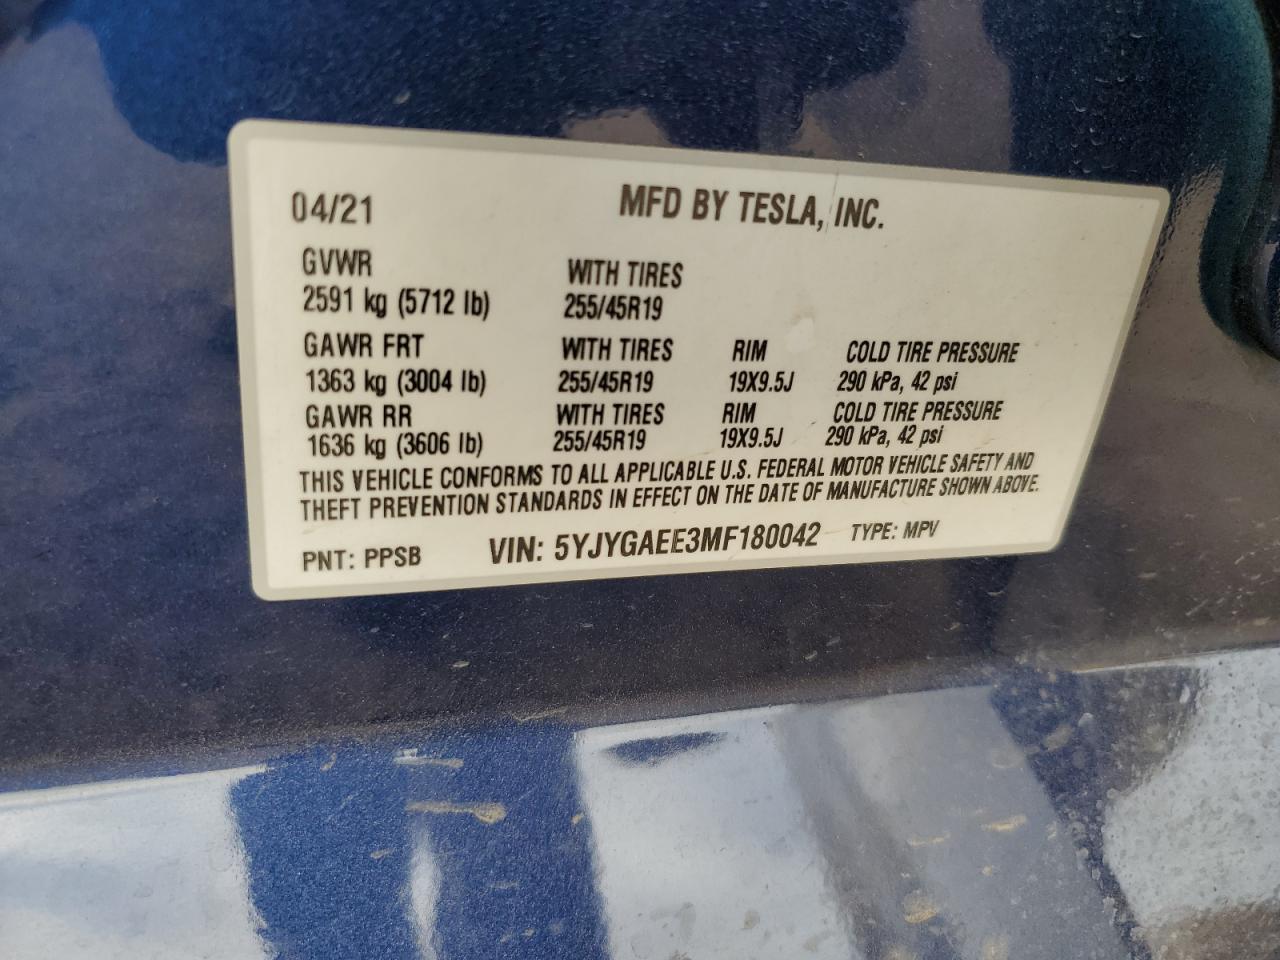 04/21 MFD BY TESLA, INC.
GVWR WITH TIRES
2591 kg (5712 lb) 255/45R19
GAWR FRT WITH TIRES RIM COLD TIRE PRESSURE
1363 kg (3004 lb) 255/45R19 19X9.5J 290 kPa, 42 psi
GAWR RR WITH TIRES RIM COLD TIRE PRESSURE
1636 kg (3606 lb) 255/45R19 19X9.5J 290 kPa, 42 psi
THIS VEHICLE CONFORMS TO ALL APPLICABLE U.S. FEDERAL MOTOR VEHICLE SAFETY AND
THEFT PREVENTION STANDARDS IN EFFECT ON THE DATE OF MANUFACTURE SHOWN ABOVE.
PNT: PPSB VIN: 5YJYGAEE3MF180042 TYPE: MPV